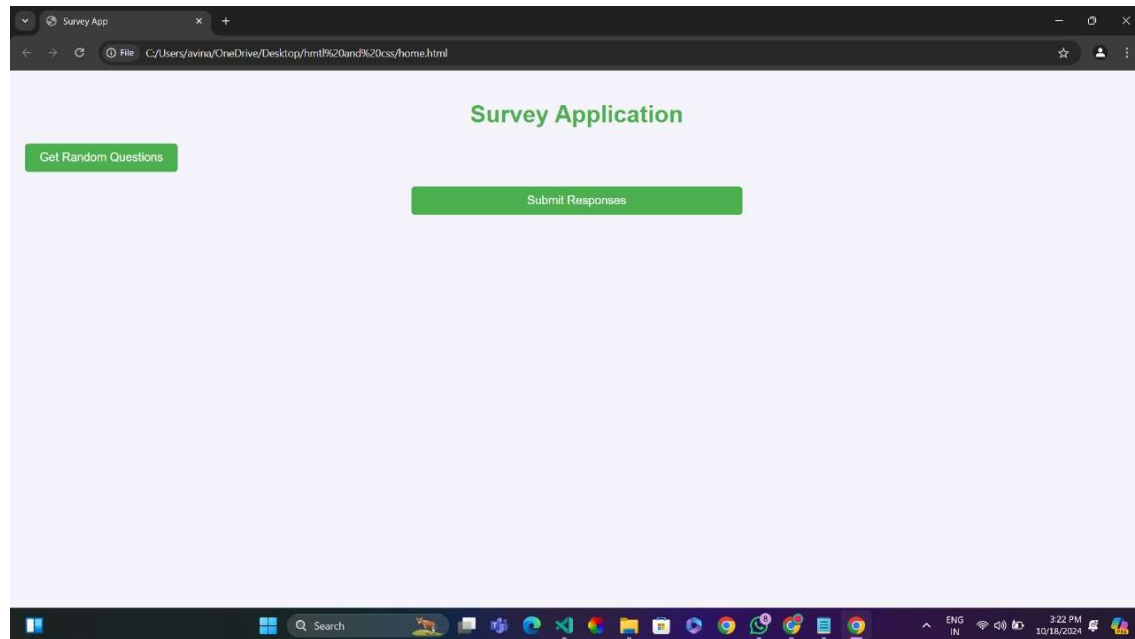 Survey App
File C:/Users/avina/OneDrive/Desktop/hmtl%20and%20css/home.html
Survey Application
Get Random Questions
Submit Responses
Search
ENG
IN
3:22 PM
10/18/2024